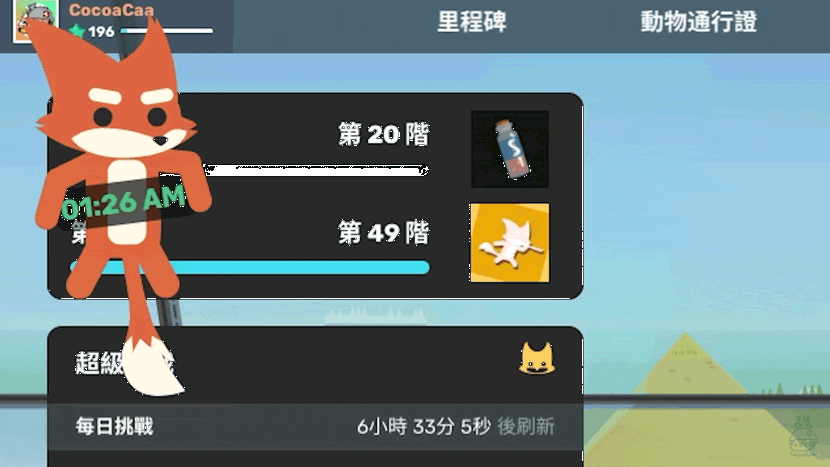 CocoaCaa
196
里程碑
動物通行證
第 20 階
01:26 AM
第 49 階
超級
每日挑戰
6小時 33分 5秒 後刷新